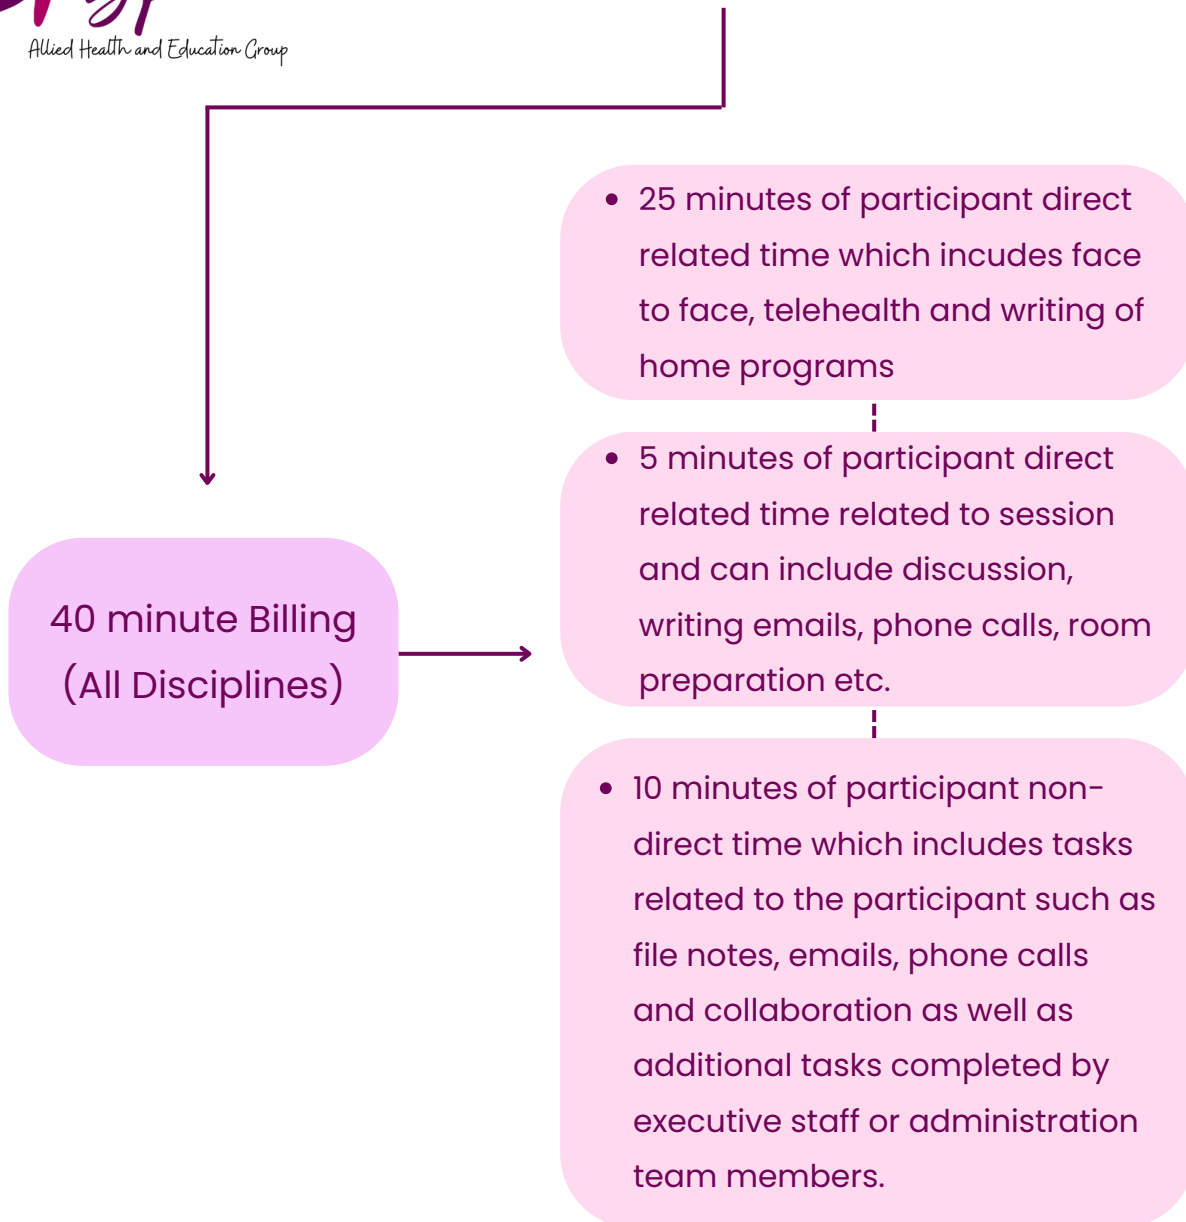 Allied Health and Education Group
• 25 minutes of participant direct
related time which incudes face
to face, telehealth and writing of
home programs
• 5 minutes of participant direct
related time related to session
and can include discussion,
writing emails, phone calls, room
preparation etc.
40 minute Billing
(All Disciplines)
• 10 minutes of participant non-
direct time which includes tasks
related to the participant such as
file notes, emails, phone calls
and collaboration as well as
additional tasks completed by
executive staff or administration
team members.